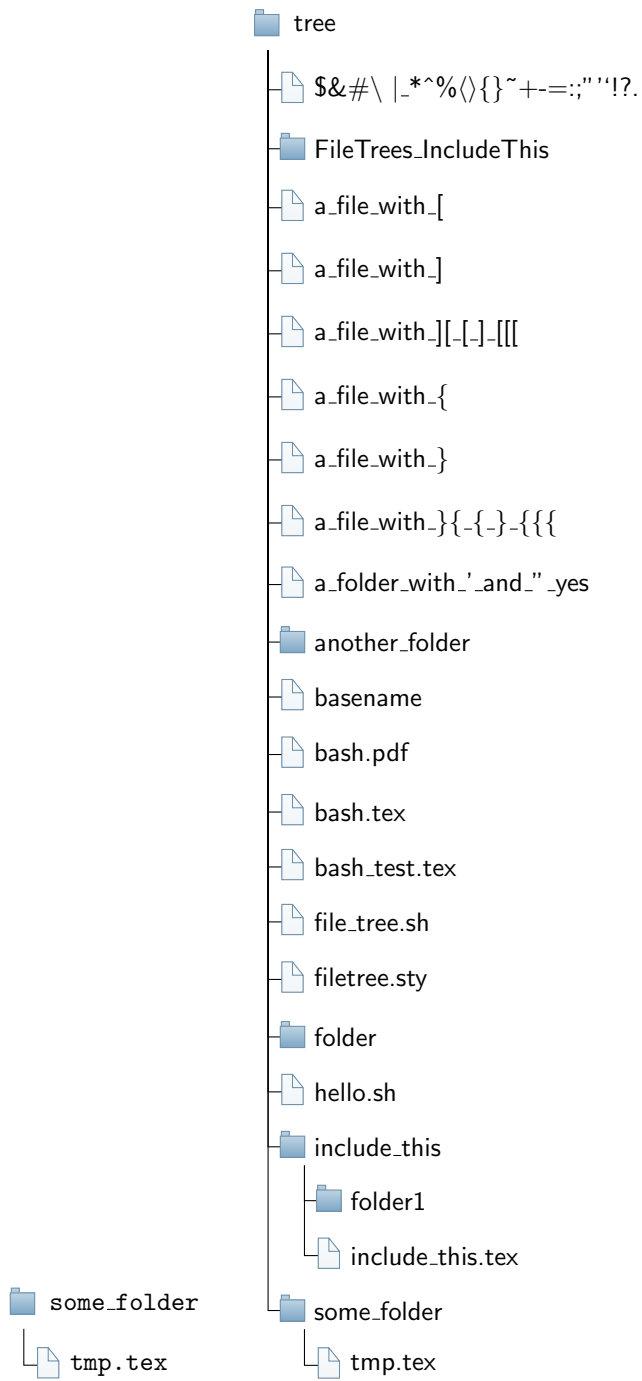 tree
$&#\ |_*^%⟨⟩{}˜+-=:;”’‘!?.
FileTrees_IncludeThis
a_file_with_[
a_file_with_]
a_file_with_][_[_]_[[[
a_file_with_{
a_file_with_}
a_file_with_}{_{_}_{{{
a_folder_with_’_and_”_yes
another_folder
basename
bash.pdf
bash.tex
bash_test.tex
file_tree.sh
filetree.sty
folder
hello.sh
include_this
folder1
include_this.tex
some_folder
tmp.tex
some_folder
tmp.tex